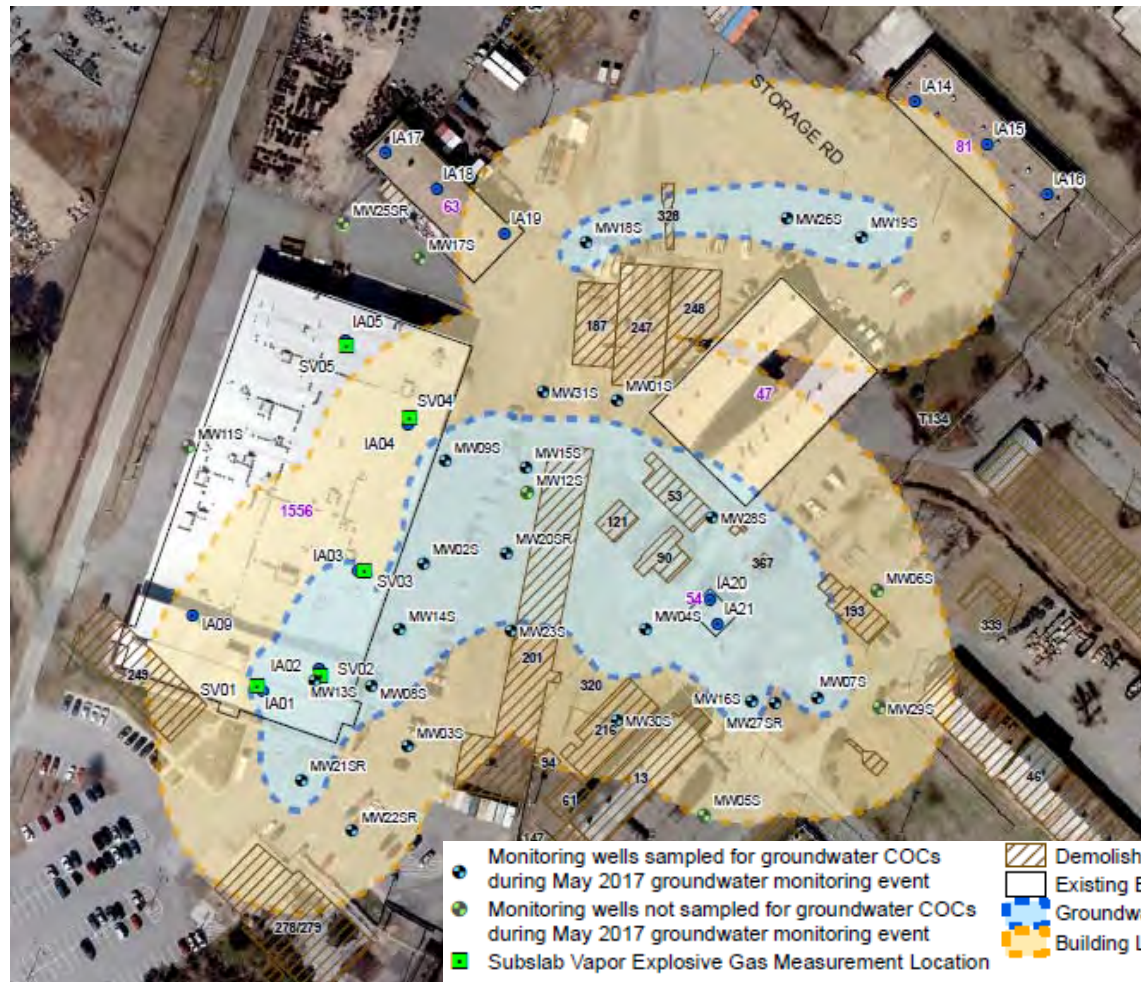 STORAGE RD
IA14
IA15
81
IA16
IA17
IA18
63
IA19
MW25SR
MW17S
MW18S
328
MW26S
MW19S
IA05
SV05
187
247
248
47
SV04
IA04
MW31S
MW01S
T134
MW11S
MW09S
MW15S
MW12S
53
MW28S
1556
121
MW20SR
90
367
MW02S
IA03
SV03
IA20
54
IA21
MW06S
193
339
IA09
MW14S
MW23S
MW04S
249
IA02
SV02
201
SV01
MW13S
IA01
MW08S
320
MW16S
MW07S
MW27SR
MW29S
216
MW30S
MW03S
94
13
46
MW21SR
61
MW05S
MW22SR
147
278/279
Monitoring wells sampled for groundwater COCs
during May 2017 groundwater monitoring event
Monitoring wells not sampled for groundwater COCs
during May 2017 groundwater monitoring event
Subslab Vapor Explosive Gas Measurement Location
Demolish
Existing B
Groundw
Building L